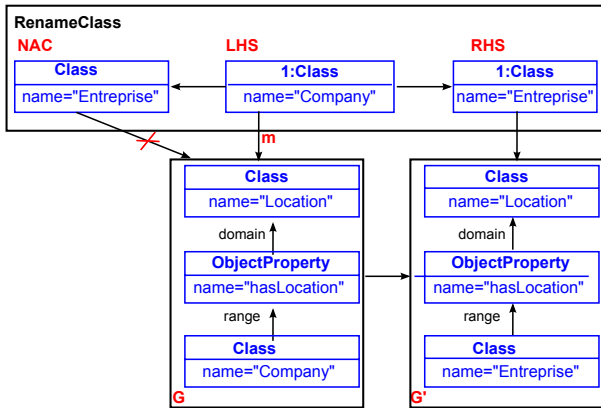 RenameClass
NAC
LHS
RHS
Class
name="Entreprise"
1:Class
name="Company"
1:Class
name="Entreprise"
m
Class
name="Location"
domain
ObjectProperty
name="hasLocation"
range
Class
name="Company"
G
Class
name="Location"
domain
ObjectProperty
name="hasLocation"
range
Class
name="Entreprise"
G'